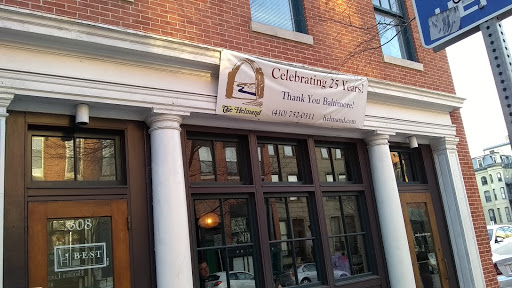 Celebrating 25 Years!
Thank You Baltimore!
(410) 752-0311 helmand.com
The Helmand
808
BEST